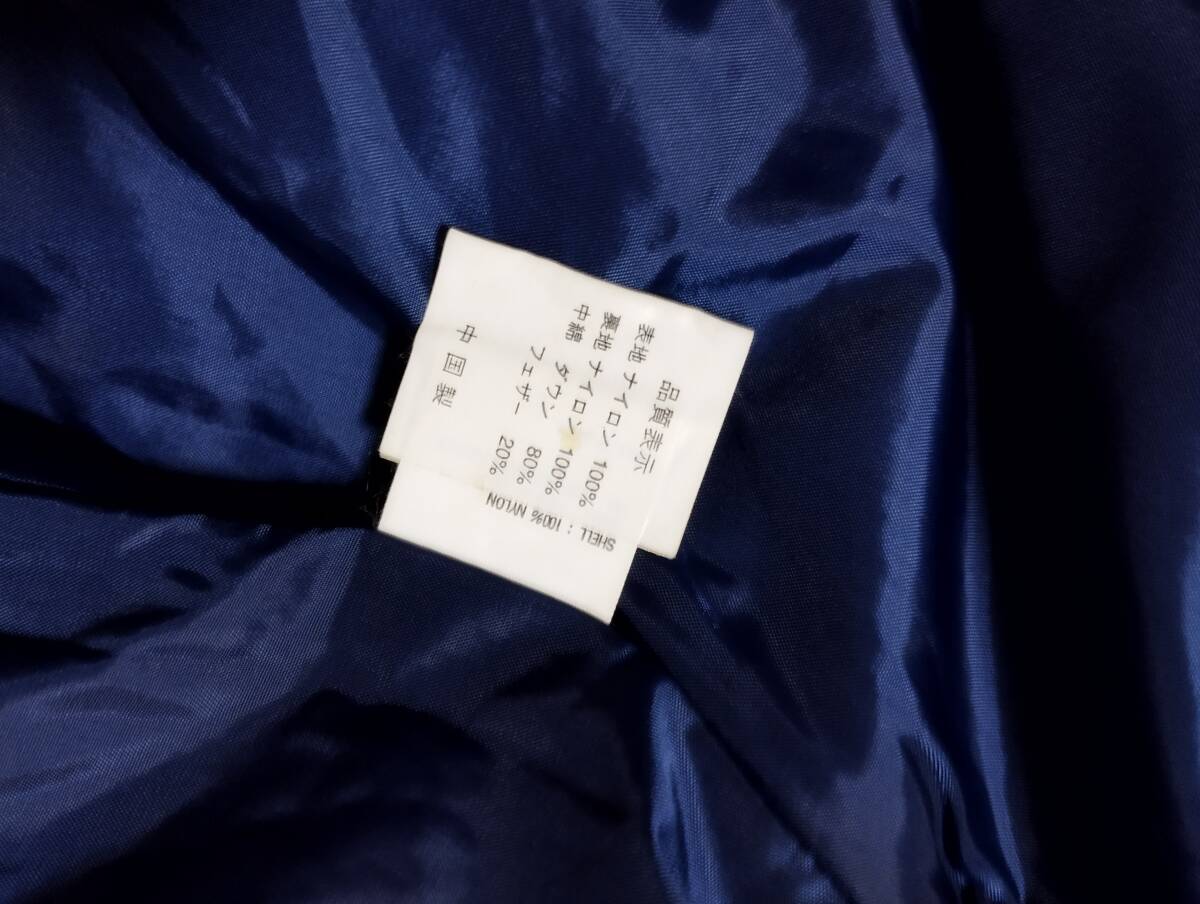 品質表示
表地 ナイロン 100%
裏地 ナイロン 100%
中綿 ダウン 80%
フェザー 20%
中国製
SHELL : 100% NYLON